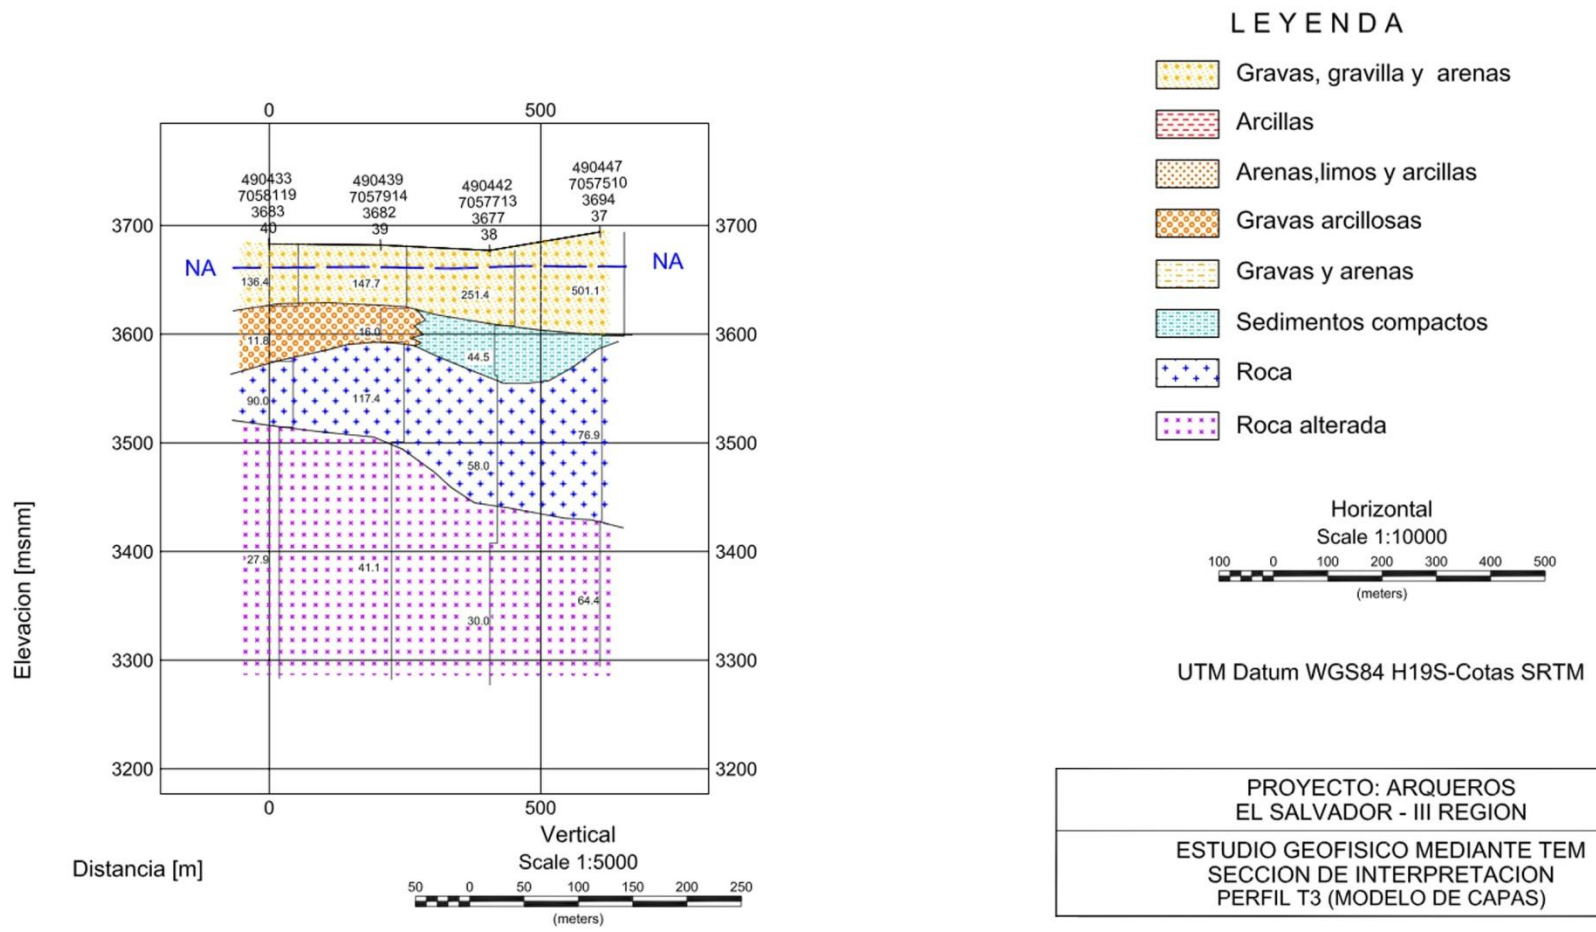 LEYENDA
Gravas, gravilla y arenas
Arcillas
Arenas,limos y arcillas
Gravas arcillosas
Gravas y arenas
Sedimentos compactos
Roca
Roca alterada
0 500
490433
7058119
3683
40
490439
7057914
3682
39
490442
7057713
3677
38
490447
7057510
3694
37
3700 3700
NA NA
136.4 147.7 251.4 501.1
3600 3600
11.8 16.0 44.5
90.0 117.4
3500 3500
58.0 76.9
3400 3400
27.9 41.1 30.0 64.4
3300 3300
3200 3200
0 500
Elevacion [msnm]
Distancia [m]
Vertical
Scale 1:5000
50 0 50 100 150 200 250
(meters)
Horizontal
Scale 1:10000
100 0 100 200 300 400 500
(meters)
UTM Datum WGS84 H19S-Cotas SRTM
PROYECTO: ARQUEROS
EL SALVADOR - III REGION
ESTUDIO GEOFISICO MEDIANTE TEM
SECCION DE INTERPRETACION
PERFIL T3 (MODELO DE CAPAS)